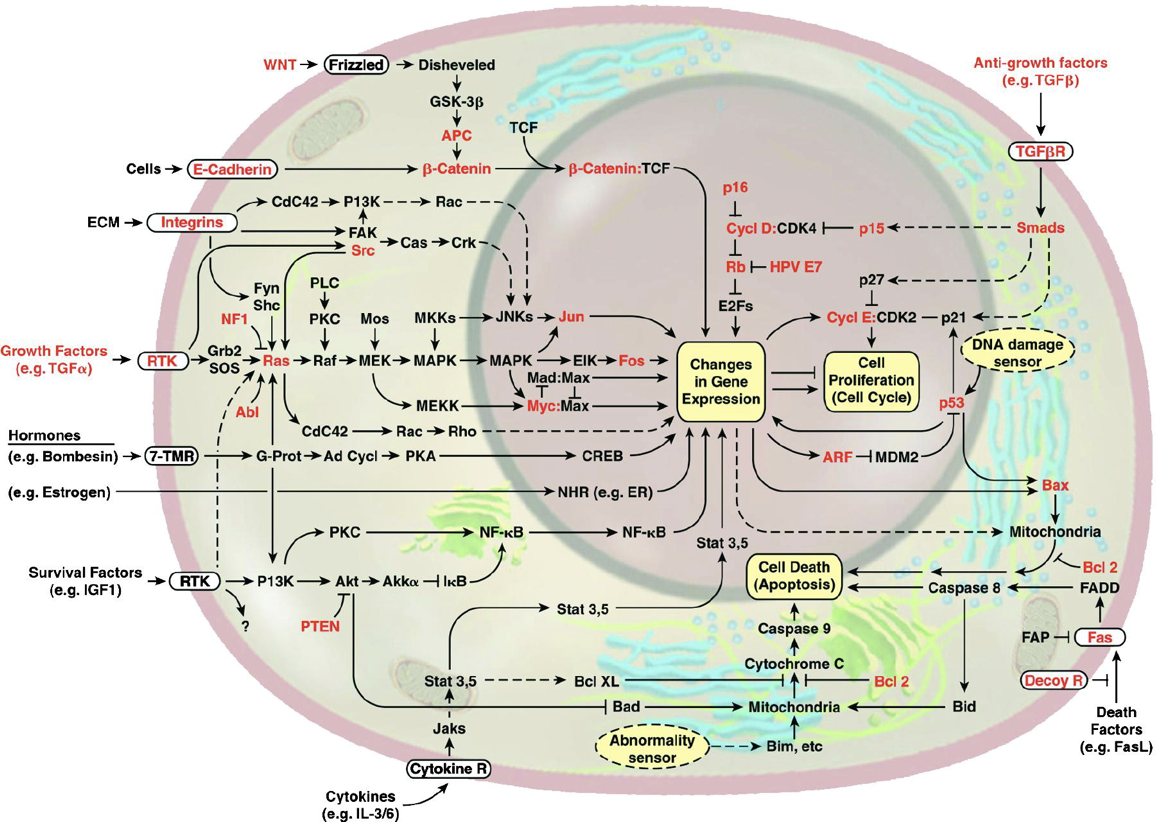 WNT
Frizzled
Disheveled
GSK-3β
APC
TCF
Cells
E-Cadherin
β-Catenin
β-Catenin:TCF
Anti-growth factors
(e.g. TGFβ)
TGFβR
p16
Cycl D:CDK4
p15
Smads
Rb
HPV E7
E2Fs
p27
Cycl E:CDK2
p21
DNA damage
sensor
ECM
Integrins
CdC42
P13K
Rac
FAK
Src
Cas
Crk
Fyn
Shc
PLC
NF1
PKC
Mos
MKKs
JNKs
Jun
Growth Factors
(e.g. TGFα)
RTK
Grb2
SOS
Ras
Raf
MEK
MAPK
MAPK
ElK
Fos
Changes
in Gene
Expression
Cell
Proliferation
(Cell Cycle)
Mad:Max
Abl
MEKK
Myc:Max
p53
CdC42
Rac
Rho
Hormones
(e.g. Bombesin)
7-TMR
G-Prot
Ad Cycl
PKA
CREB
ARF
MDM2
(e.g. Estrogen)
NHR (e.g. ER)
Bax
PKC
NF-κB
NF-κB
Stat 3,5
Mitochondria
Survival Factors
(e.g. IGF1)
RTK
P13K
Akt
Akkα
IκB
Cell Death
(Apoptosis)
Bcl 2
Caspase 8
FADD
?
PTEN
Stat 3,5
Caspase 9
FAP
Fas
Cytochrome C
Stat 3,5
Bcl XL
Bcl 2
Decoy R
Bad
Mitochondria
Bid
Death
Factors
(e.g. FasL)
Jaks
Abnormality
sensor
Bim, etc
Cytokine R
Cytokines
(e.g. IL-3/6)